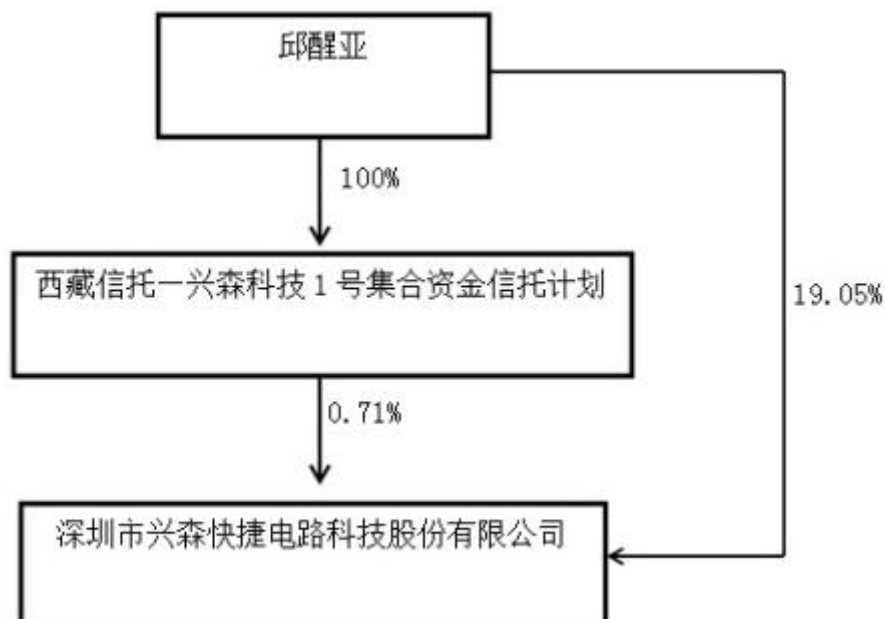 邱醒亚
100%
西藏信托一兴森科技 1 号集合资金信托计划
19.05%
0.71%
深圳市兴森快捷电路科技股份有限公司